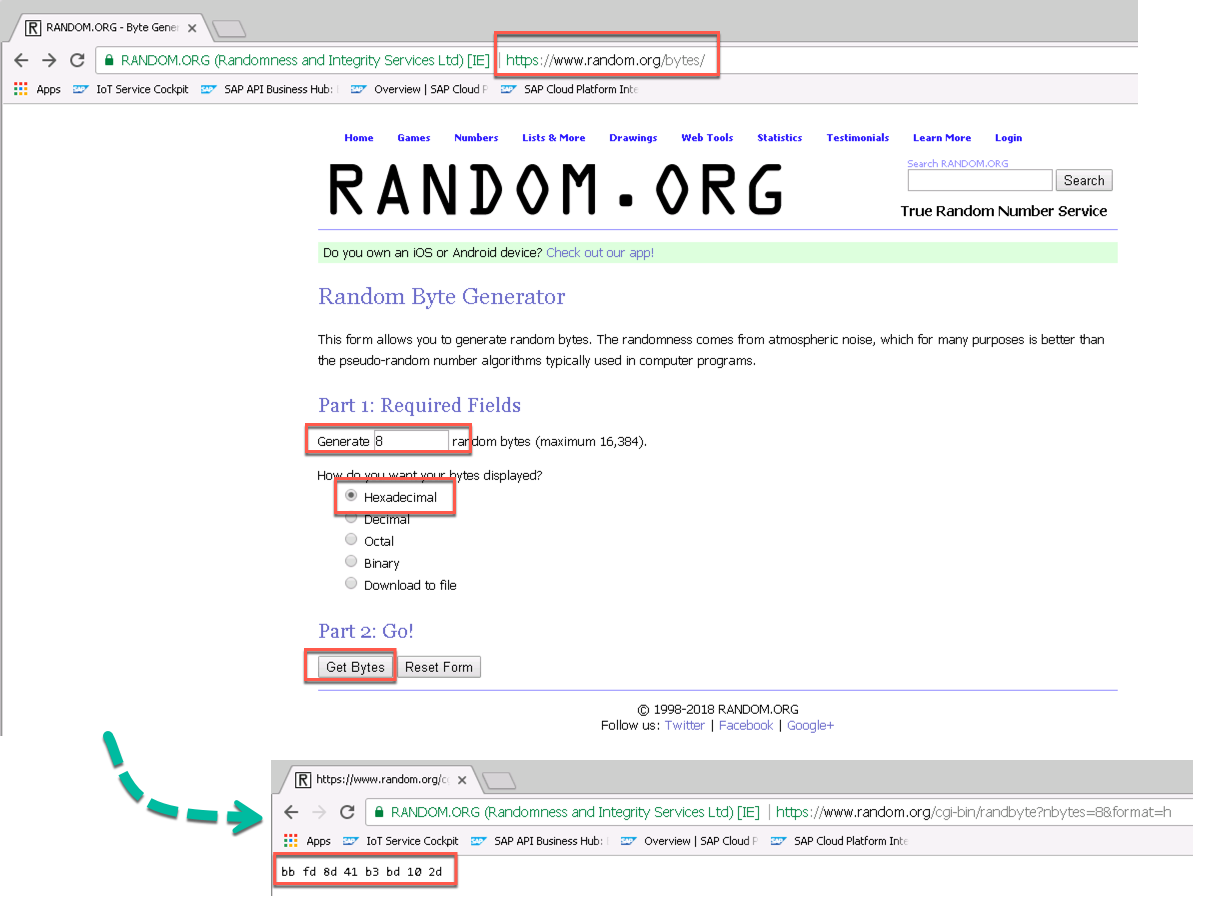 RANDOM.ORG - Byte Gener
RANDOM.ORG (Randomness and Integrity Services Ltd) [IE] | https://www.random.org/bytes/
Apps IoT Service Cockpit SAP API Business Hub: Overview | SAP Cloud P SAP Cloud Platform Inte
Home Games Numbers Lists & More Drawings Web Tools Statistics Testimonials Learn More Login
RANDOM.ORG
Search RANDOM.ORG
Search
True Random Number Service
Do you own an iOS or Android device? Check out our app!
Random Byte Generator
This form allows you to generate random bytes. The randomness comes from atmospheric noise, which for many purposes is better than
the pseudo-random number algorithms typically used in computer programs.
Part 1: Required Fields
Generate 8 random bytes (maximum 16,384).
How do you want your bytes displayed?
Hexadecimal
Decimal
Octal
Binary
Download to file
Part 2: Go!
Get Bytes Reset Form
© 1998-2018 RANDOM.ORG
Follow us: Twitter | Facebook | Google+
https://www.random.org/cg
RANDOM.ORG (Randomness and Integrity Services Ltd) [IE] | https://www.random.org/cgi-bin/randbyte?nbytes=8&format=h
Apps IoT Service Cockpit SAP API Business Hub: Overview | SAP Cloud P SAP Cloud Platform Inte
bb fd 8d 41 b3 bd 10 2d